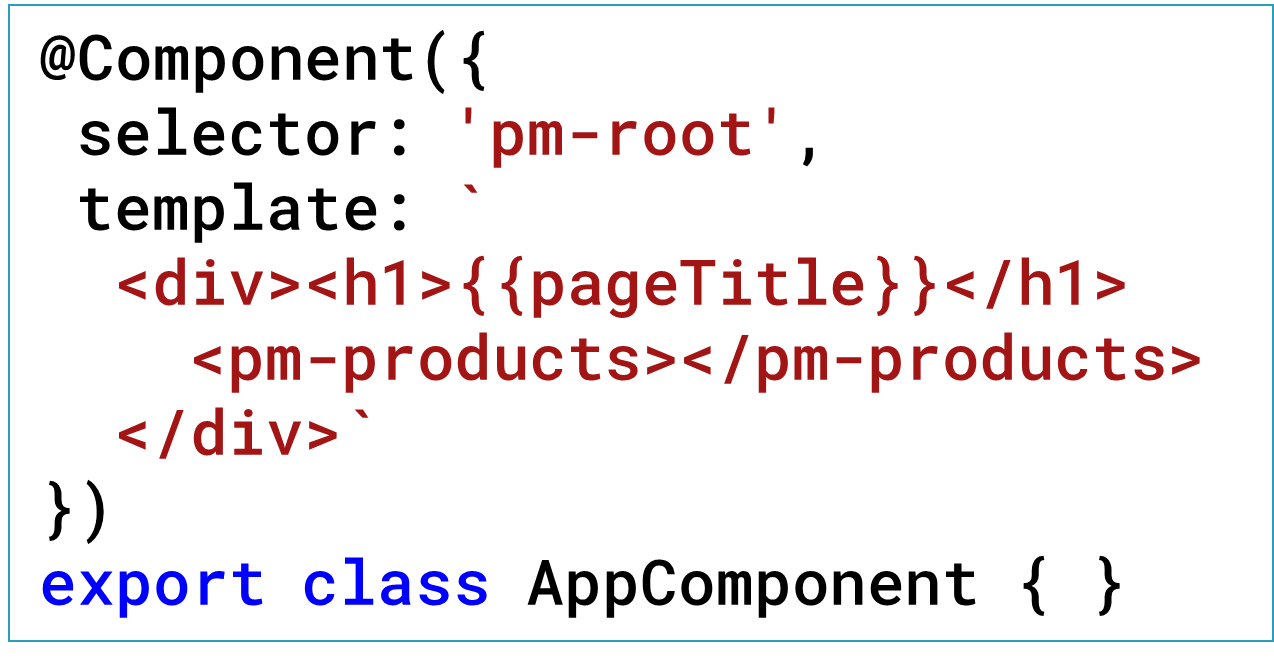 @Component({
 selector: 'pm-root',
 template: `
  <div><h1>{{pageTitle}}</h1>
    <pm-products></pm-products>
  </div>`
})
export class AppComponent { }